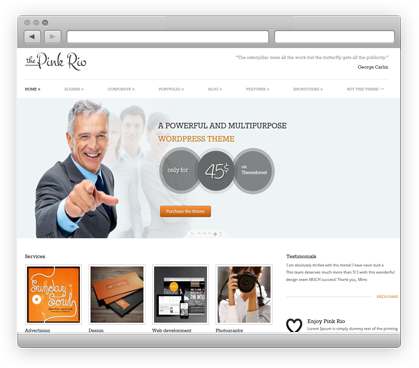 the Pink Rio
"The caterpillar does all the work but the butterfly gets all the publicity."
George Carlin
HOME SLIDERS CORPORATE PORTFOLIO BLOG FEATURES SHORTCODES BUY THIS THEME >>
A POWERFUL AND MULTIPURPOSE
WORDPRESS THEME
only for 45$ on Themeforest
Purchase the theme
Services
Sunday
Advertising Design Web development Photography
Testimonials
I am absolutely thrilled with this theme! I have never such a
This team deserves much more than 5! I wish this wonderful
design team MUCH success! Thank you, Mimi
ERICA EVANS
Enjoy Pink Rio
Lorem Ipsum is simply dummy text of the printing